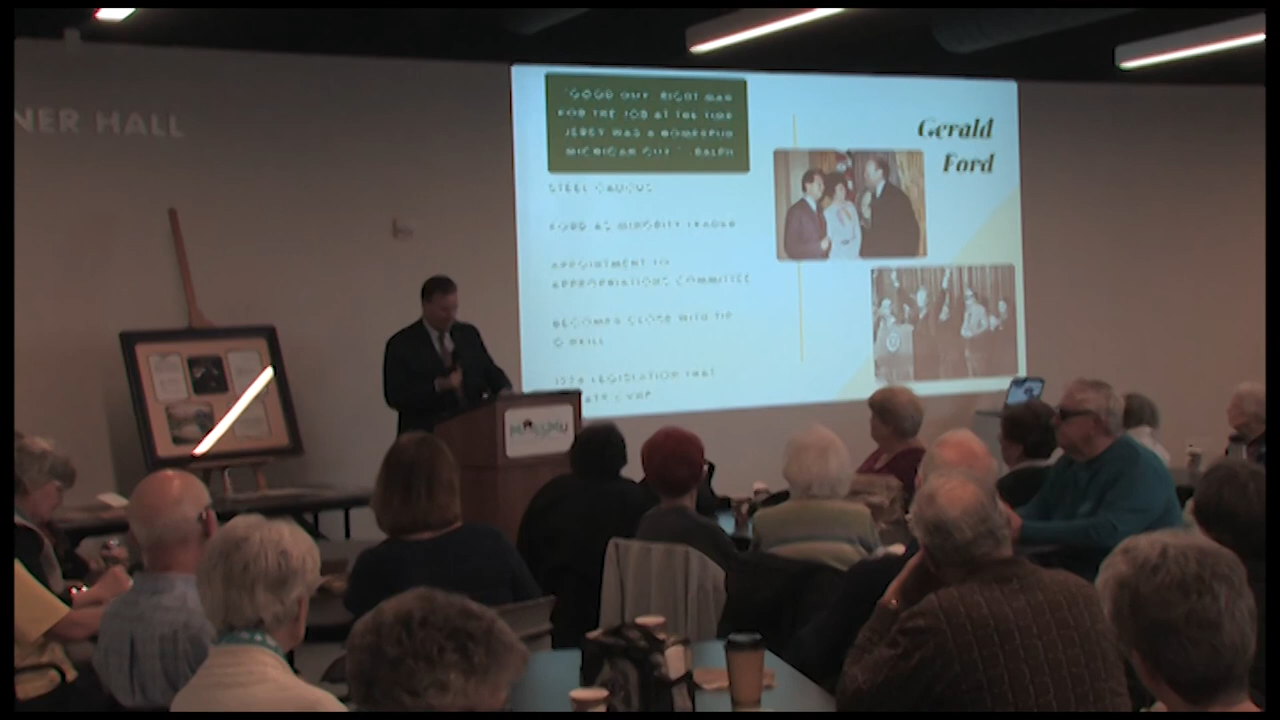 NER HALL
"GOOD GUY. RIGHT MAN
FOR THE JOB AT THE TIME
JERRY WAS A WONDERFUL
MICHIGAN GUY." -RALPH
Gerald
Ford
STEEL CAUCUS
FORD AS MINORITY LEADER
APPOINTMENT TO
APPROPRIATIONS COMMITTEE
BECOMES CLOSE WITH TIP
O'NEILL
1974 LEGISLATION THAT